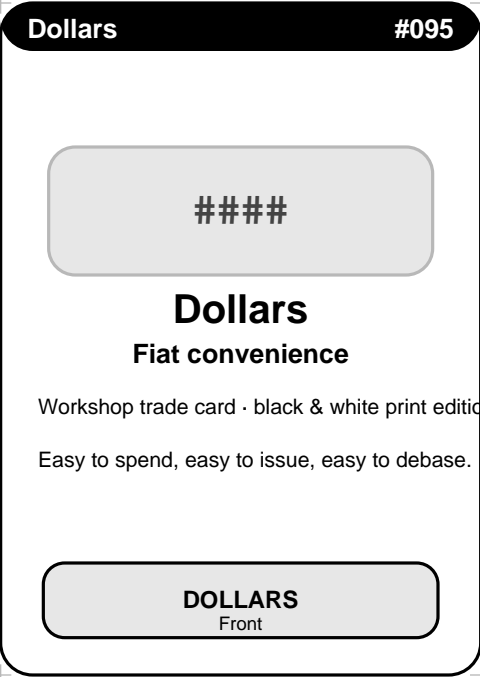 Dollars #095
####
Dollars
Fiat convenience
Workshop trade card · black & white print editio
Easy to spend, easy to issue, easy to debase.
DOLLARS
Front